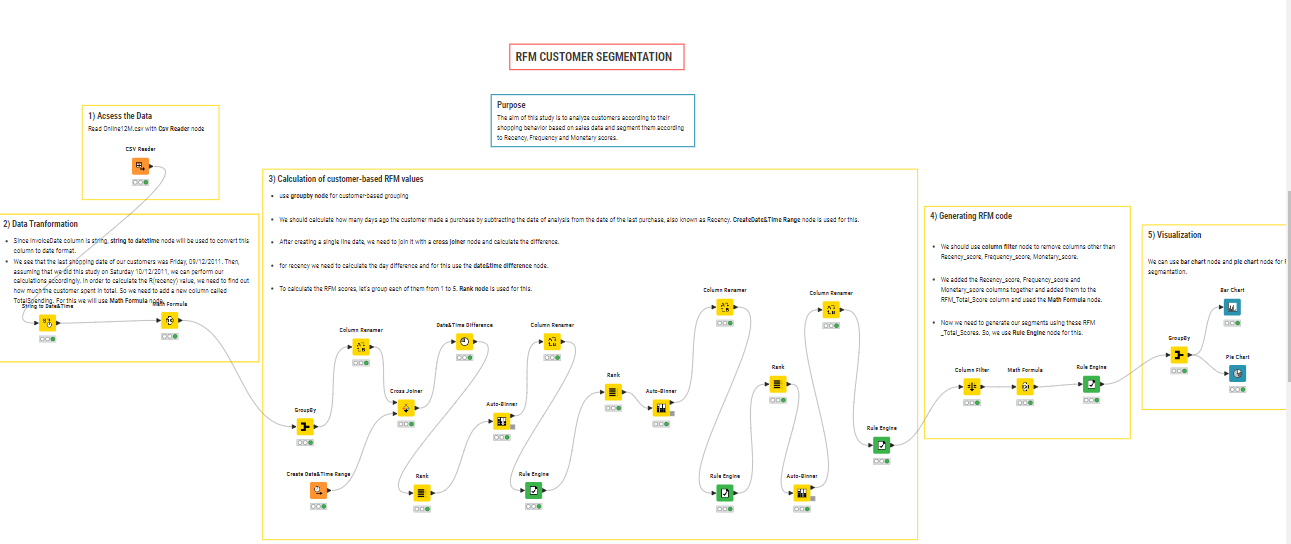 RFM CUSTOMER SEGMENTATION
Purpose
The aim of this study is to analyze customers according to their
shopping behavior based on sales data and segment them according
to Recency, Frequency and Monetary scores.
1) Acsess the Data
Read Online12M.csv with Csv Reader node
CSV Reader
2) Data Tranformation
Since InvoiceDate column is string, string to datetime node will be used to convert this
column to date format.
We see that the last shopping date of our customers was Friday, 09/12/2011. Then,
assuming that we did this study on Saturday 10/12/2011, we can perform our
calculations accordingly. In order to calculate the R(recency) value, we need to find out
how much the customer spent in total. So we need to add a new column called
TotalSpending. For this we will use Math Formula node.
String to Date&Time
Math Formula
3) Calculation of customer-based RFM values
use groupby node for customer-based grouping
We should calculate how many days ago the customer made a purchase by subtracting the date of analysis from the date of the last purchase, also known as Recency. CreateDate&Time Range node is used for this.
After creating a single line date, we need to join it with a cross joiner node and calculate the difference.
for recency we need to calculate the day difference and for this use the date&time difference node.
To calculate the RFM scores, let's group each of them from 1 to 5. Rank node is used for this.
GroupBy
Column Renamer
Create Date&Time Range
Cross Joiner
Date&Time Difference
Rank
Auto-Binner
Column Renamer
Rule Engine
Rank
Auto-Binner
Column Renamer
Rule Engine
Rank
Auto-Binner
Column Renamer
Rule Engine
4) Generating RFM code
We should use column filter node to remove columns other than
Recency_score, Frequency_score, Monetary_score.
We added the Recency_score, Frequency_score and
Monetary_score columns together and added them to the
RFM_Total_Score column and used the Math Formula node.
Now we need to generate our segments using these RFM
_Total_Scores. So, we use Rule Engine node for this.
Column Filter
Math Formula
Rule Engine
5) Visualization
We can use bar chart node and pie chart node for
segmentation.
GroupBy
Bar Chart
Pie Chart